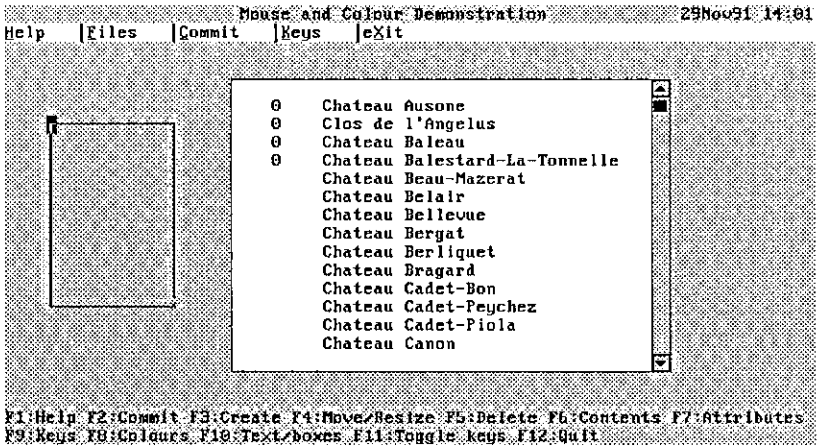 Mouse and Colour Demonstration 29Nov91 14:01
Help |Files |Commit |Keys |eXit
0 Chateau Ausone
0 Clos de l'Angelus
0 Chateau Baleau
0 Chateau Balestard-La-Tonnelle
Chateau Beau-Mazerat
Chateau Belair
Chateau Bellevue
Chateau Bergat
Chateau Berliquet
Chateau Bragard
Chateau Cadet-Bon
Chateau Cadet-Peychez
Chateau Cadet-Piola
Chateau Canon
F1:Help F2:Commit F3:Create F4:Move/Resize F5:Delete F6:Contents F7:Attributes
F9:Keys F8:Colours F10:Text/boxes F11:Toggle keys F12:Quit